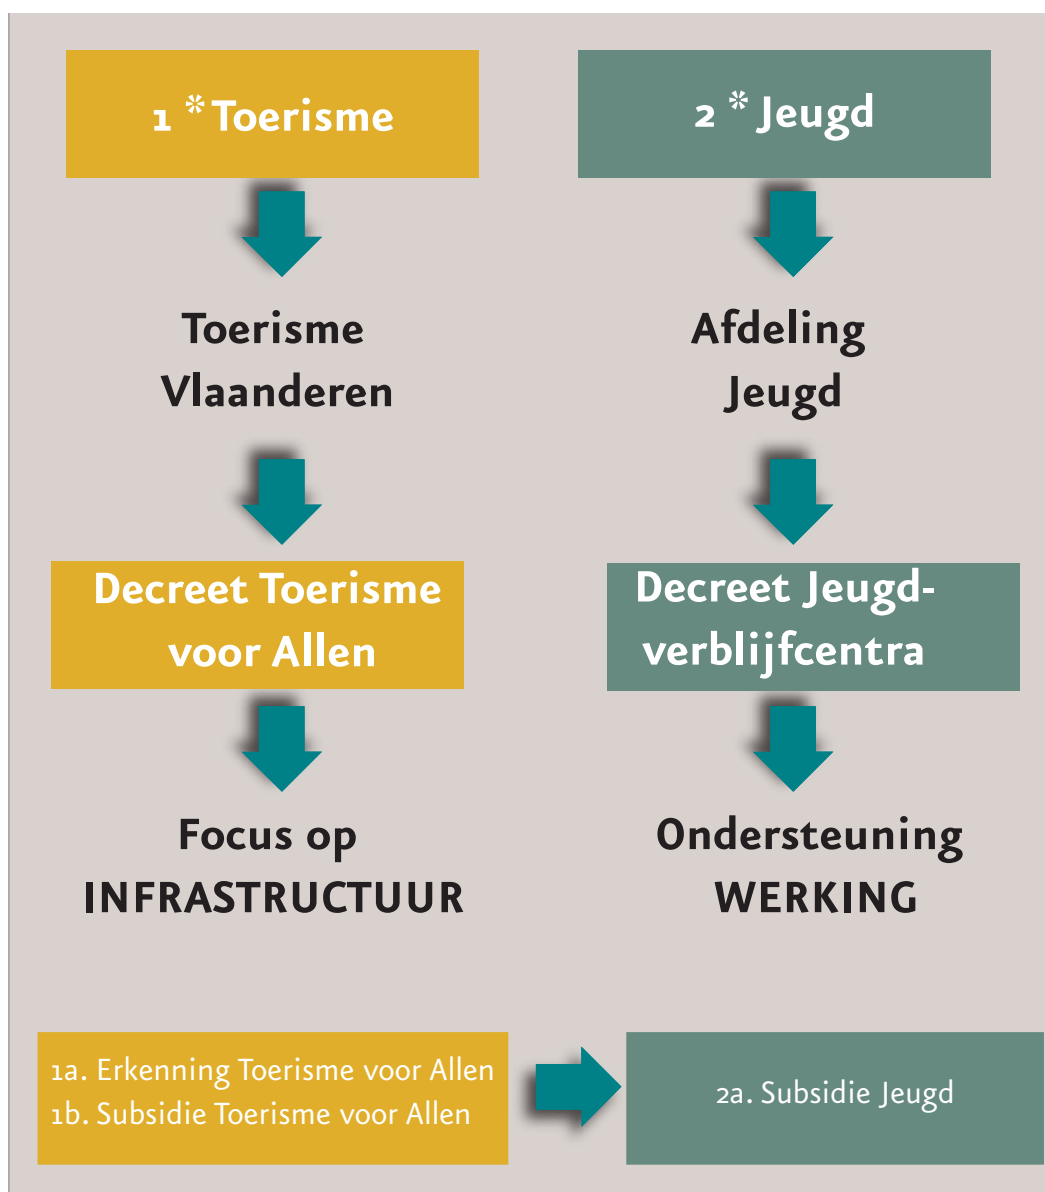 1 * Toerisme
Toerisme
Vlaanderen
Decreet Toerisme
voor Allen
Focus op
INFRASTRUCTUUR
1a. Erkenning Toerisme voor Allen
1b. Subsidie Toerisme voor Allen
2 * Jeugd
Afdeling
Jeugd
Decreet Jeugd-
verblijfcentra
Ondersteuning
WERKING
2a. Subsidie Jeugd